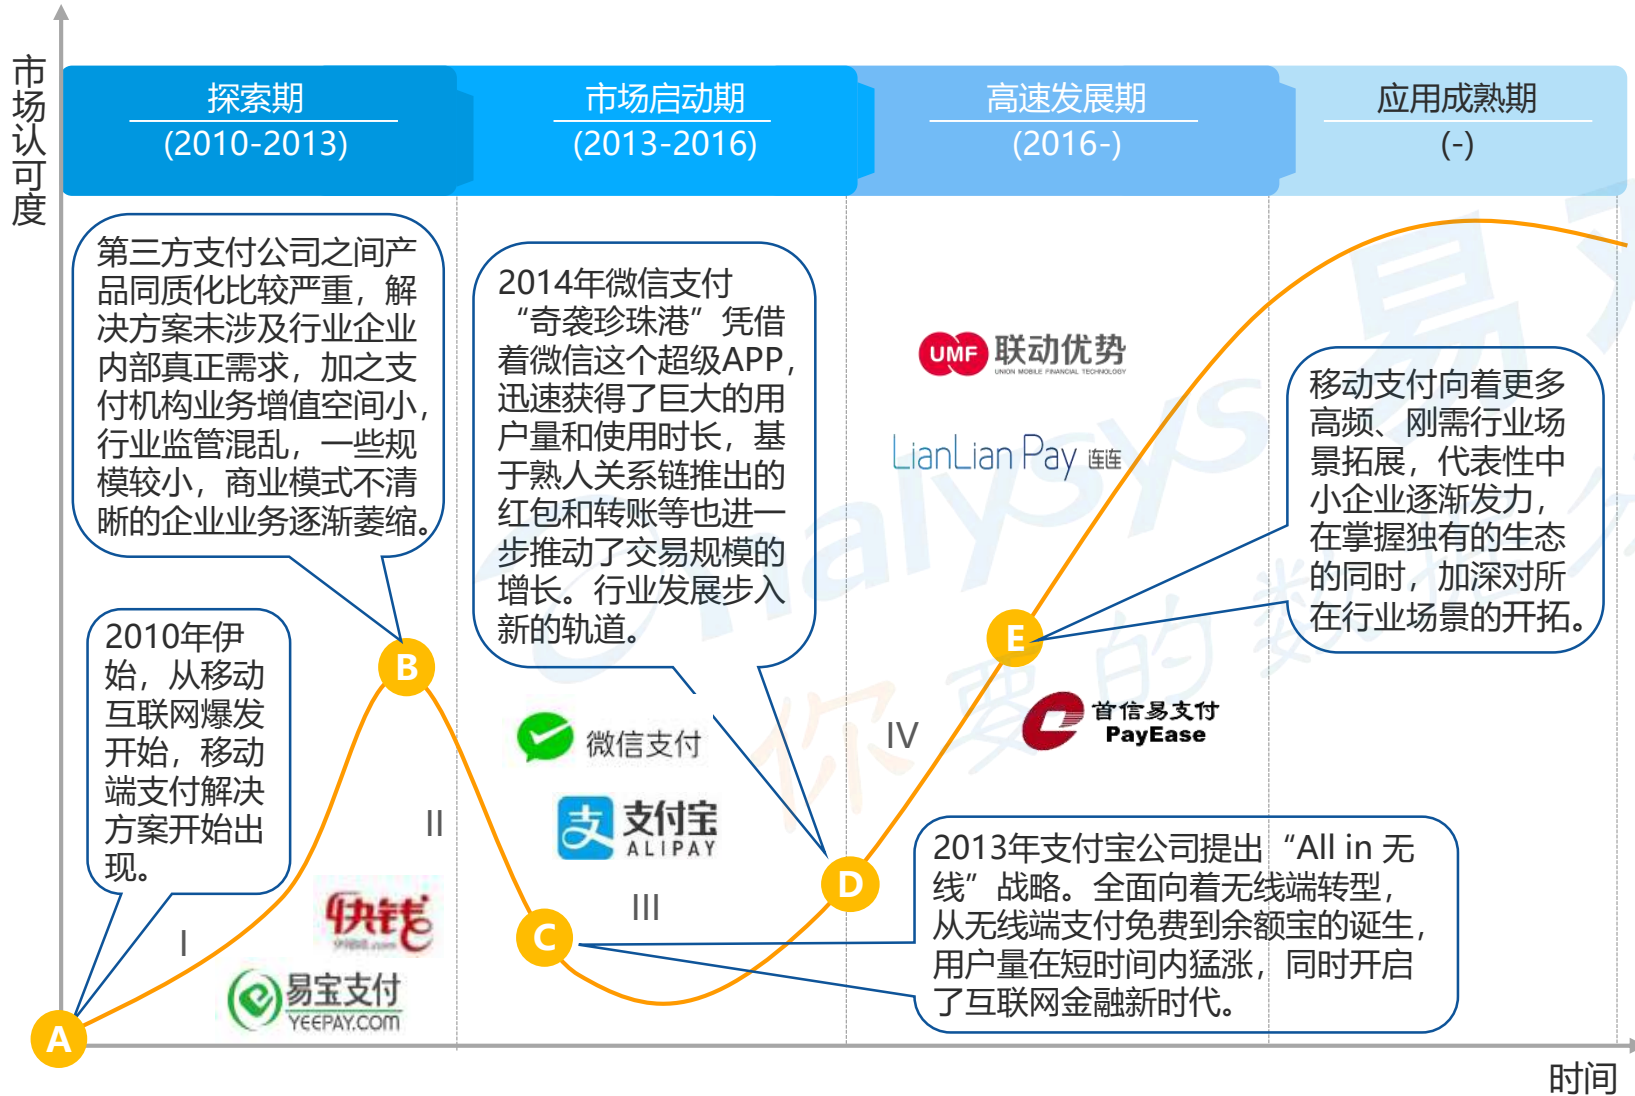 市场认可度
探索期
(2010-2013)
市场启动期
(2013-2016)
高速发展期
(2016-)
应用成熟期
(-)
第三方支付公司之间产
品同质化比较严重，解
决方案未涉及行业企业
内部真正需求，加之支
付机构业务增值空间小，
行业监管混乱，一些规
模较小，商业模式不清
晰的企业业务逐渐萎缩。
2014年微信支付
“奇袭珍珠港”凭借
着微信这个超级APP，
迅速获得了巨大的用
户量和使用时长，基
于熟人关系链推出的
红包和转账等也进一
步推动了交易规模的
增长。行业发展步入
新的轨道。
UMF 联动优势
UNION MOBILE FINANCIAL TECHNOLOGY
LianLian Pay 连连
移动支付向着更多
高频、刚需行业场
景拓展，代表性中
小企业逐渐发力，
在掌握独有的生态
的同时，加深对所
在行业场景的开拓。
2010年伊
始，从移动
互联网爆发
开始，移动
端支付解决
方案开始出
现。
B
E
微信支付
IV
首信易支付
PayEase
II
支 支付宝
ALIPAY
2013年支付宝公司提出“All in 无
线”战略。全面向着无线端转型，
从无线端支付免费到余额宝的诞生，
用户量在短时间内猛涨，同时开启
了互联网金融新时代。
D
III
C
I
快钱
99Bill.com
易宝支付
YEEPAY.COM
A
时间
analysys 易观
你要的数据